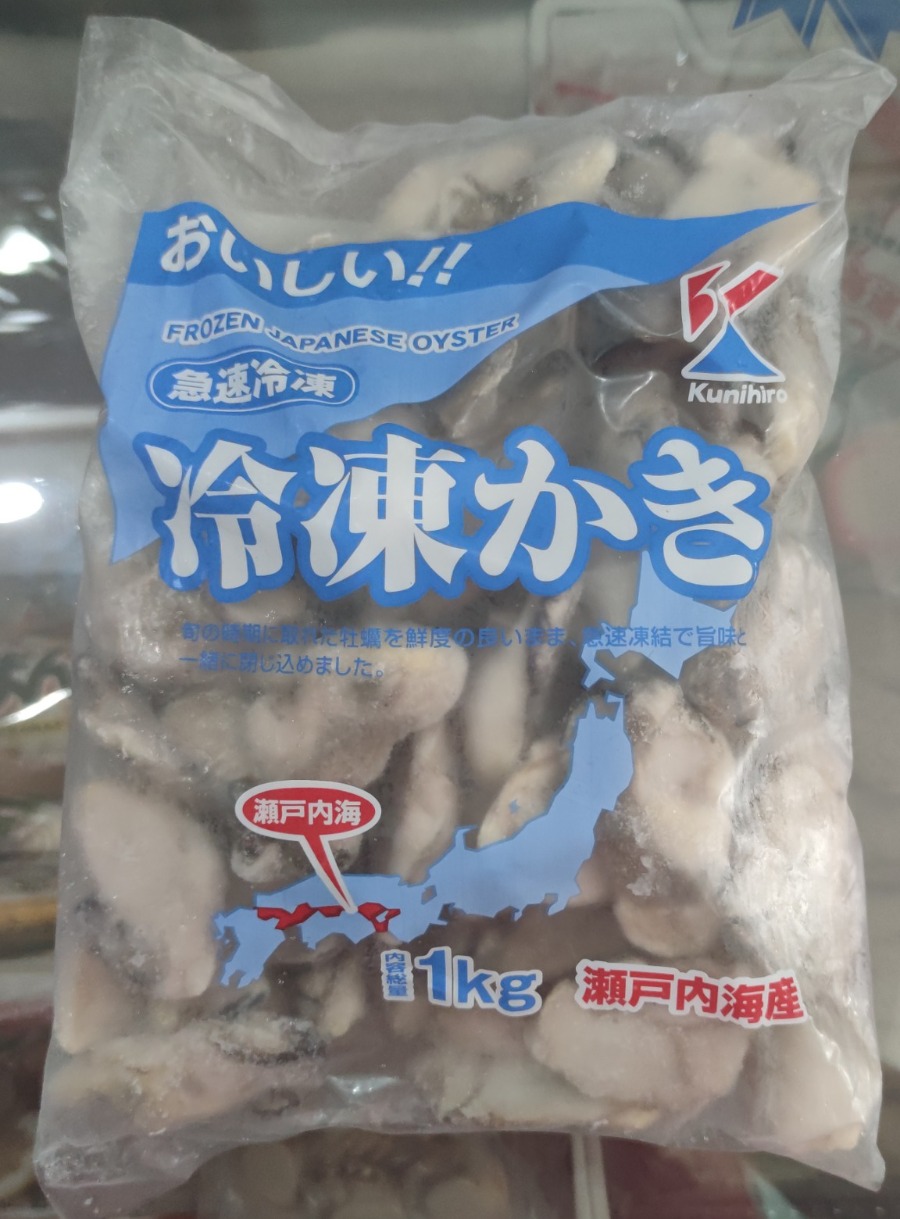 おいしい!!
FROZEN JAPANESE OYSTER
急速冷凍
Kunihiro
冷凍かき
旬の時期に取れた牡蠣を鮮度の良いまま、急速凍結で旨味と
一緒に閉じ込めました。
瀬戸内海
内容総量 1kg
瀬戸内海産